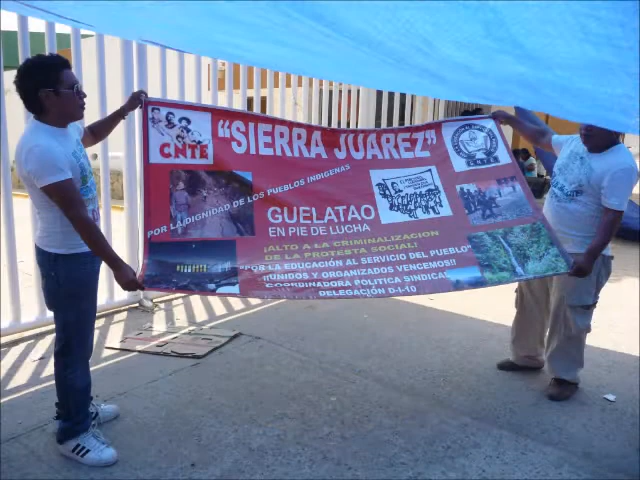 CNTE
"SIERRA JUAREZ"
POR LA DIGNIDAD DE LOS PUEBLOS INDIGENAS
GUELATAO
EN PIE DE LUCHA
¡ALTO A LA CRIMINALIZACION
DE LA PROTESTA SOCIAL!
"POR LA EDUCACIÓN AL SERVICIO DEL PUEBLO"
!!UNIDOS Y ORGANIZADOS VENCEMOS!!
COORDINADORA POLITICA SINDICAL
DELEGACIÓN D-I-10